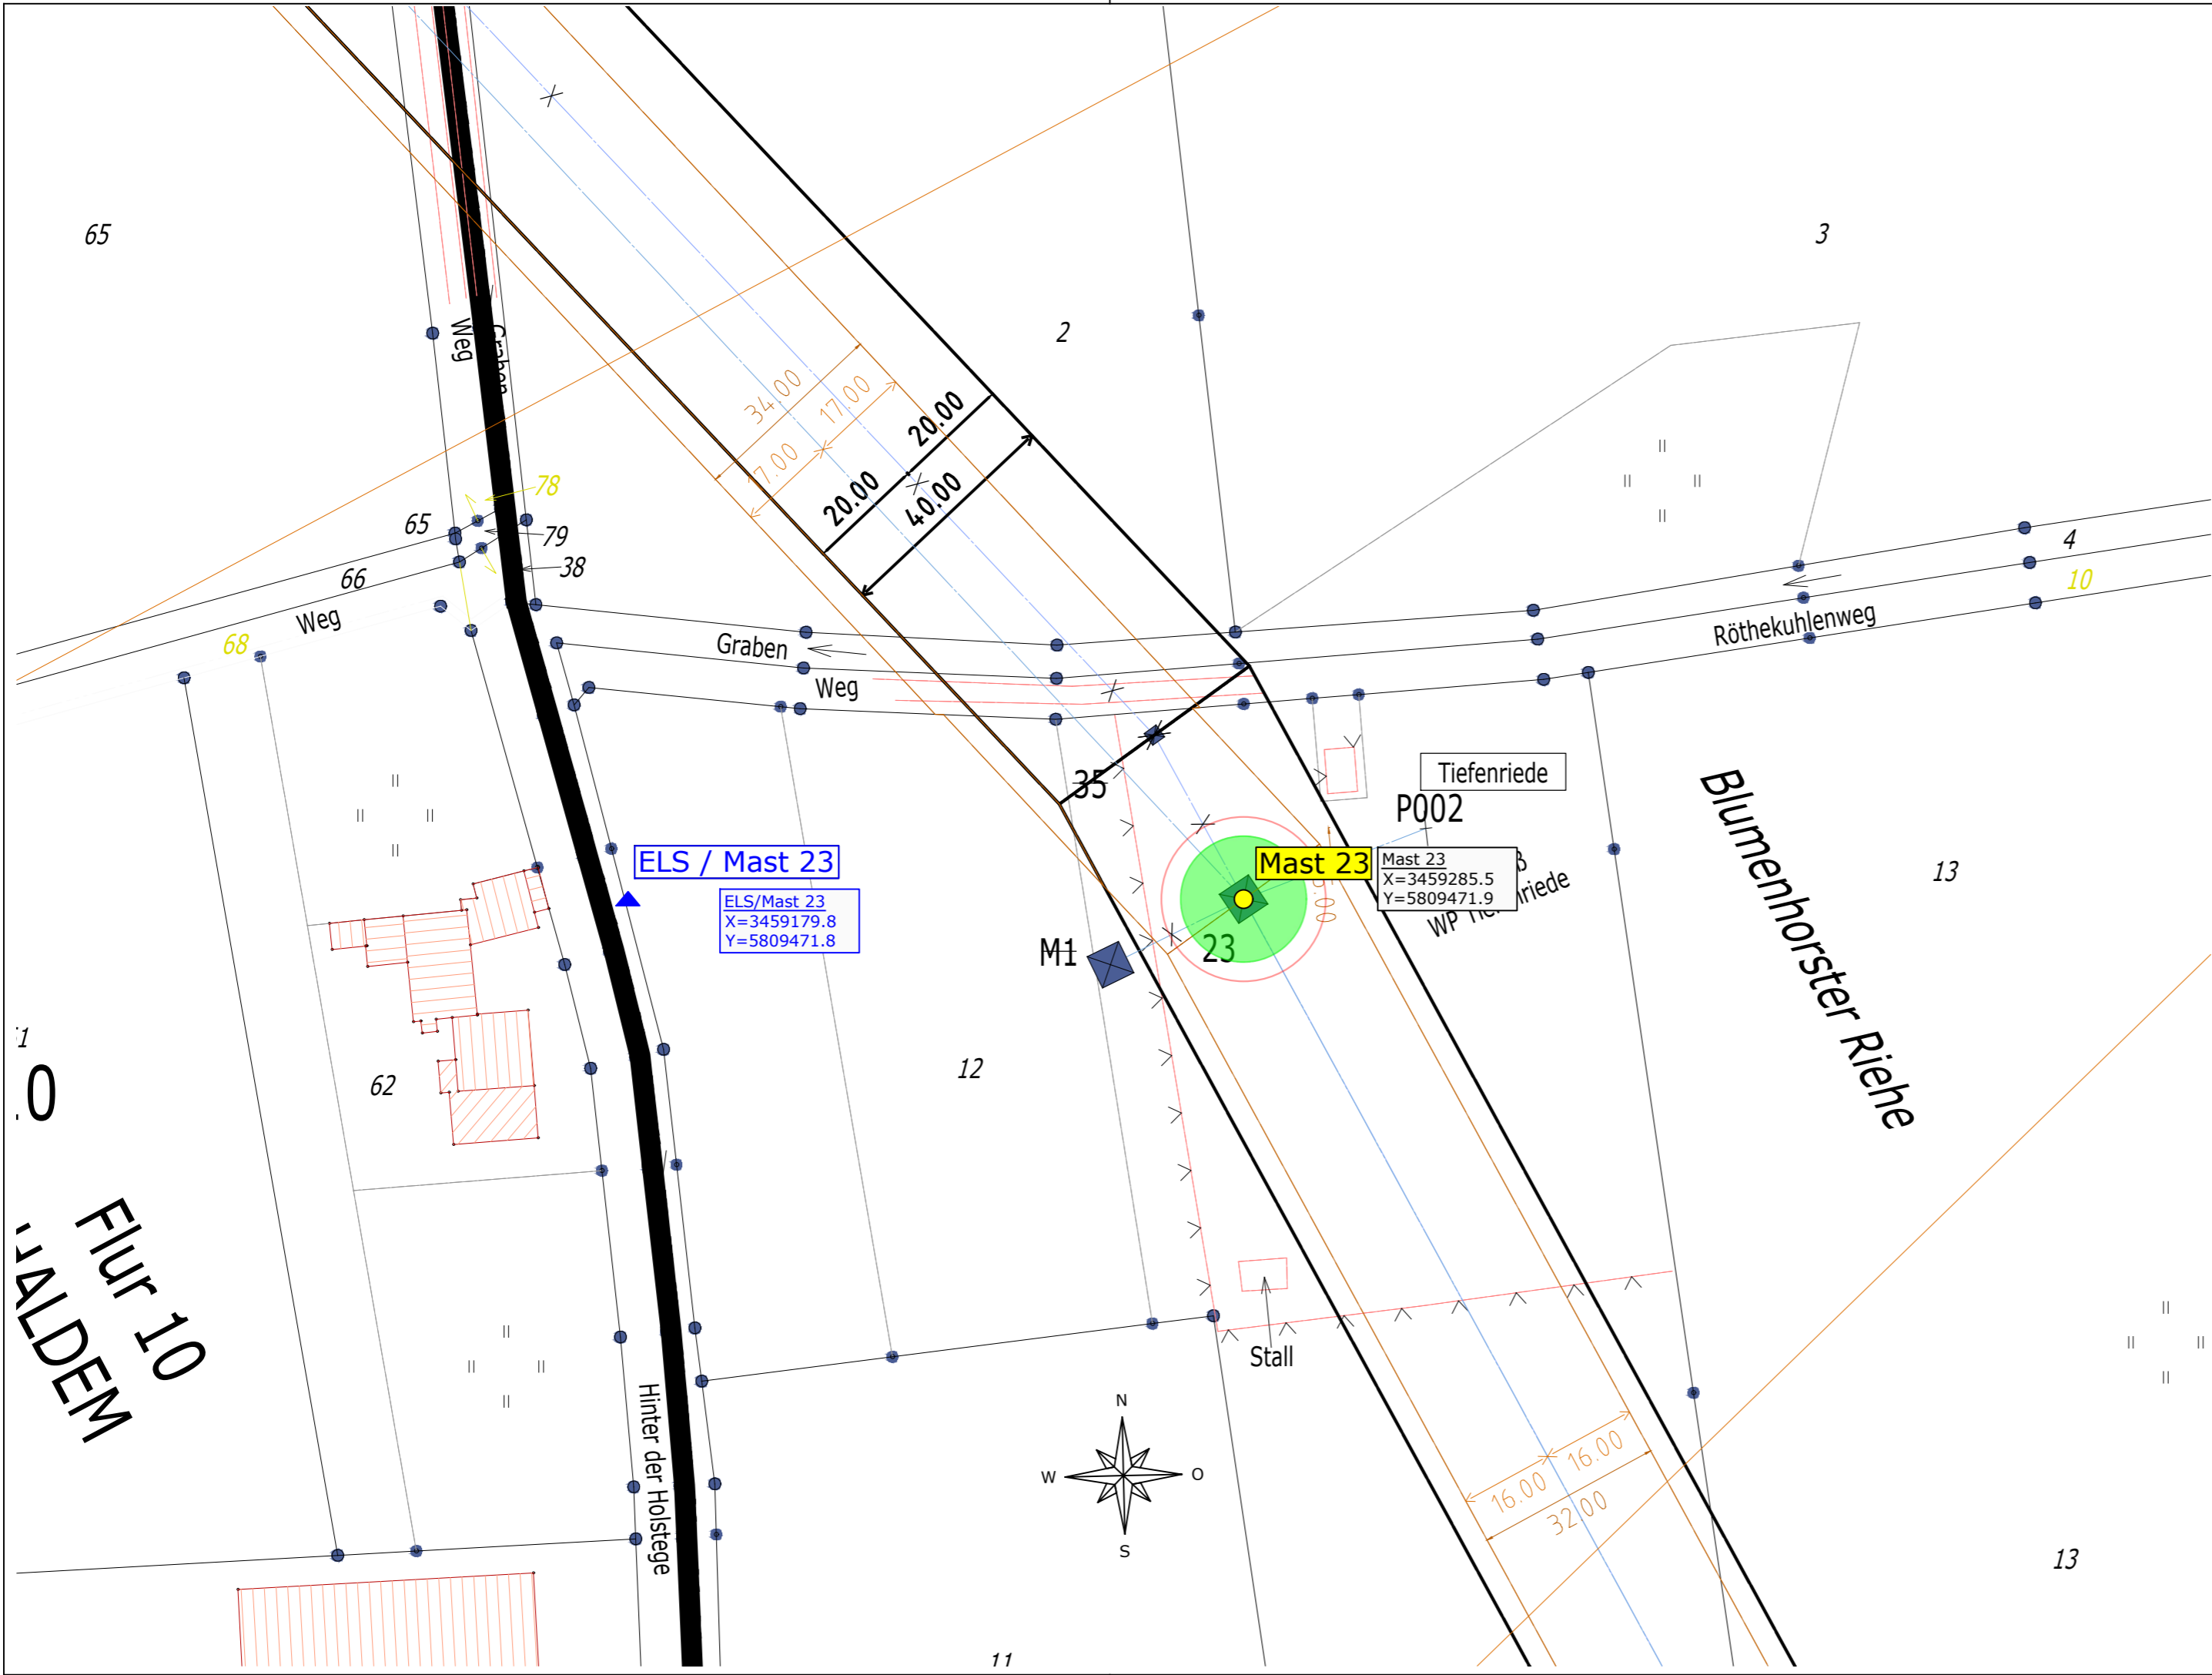 65
3
2
Weg
Graben
34.00
17.00
17.00
20.00
20.00
40.00
78
65
79
38
66
Weg
68
4
10
Röthekuhlenweg
Graben
Weg
35
Tiefenriede
P002
Mast 23
Mast 23
X=3459285.5
Y=5809471.9
ELS / Mast 23
ELS/Mast 23
X=3459179.8
Y=5809471.8
M1
23
Blumenhorster Riehe
13
12
62
Flur 10
Stall
Hinter der Holstege
N
W
O
S
16.00
16.00
32.00
13
11